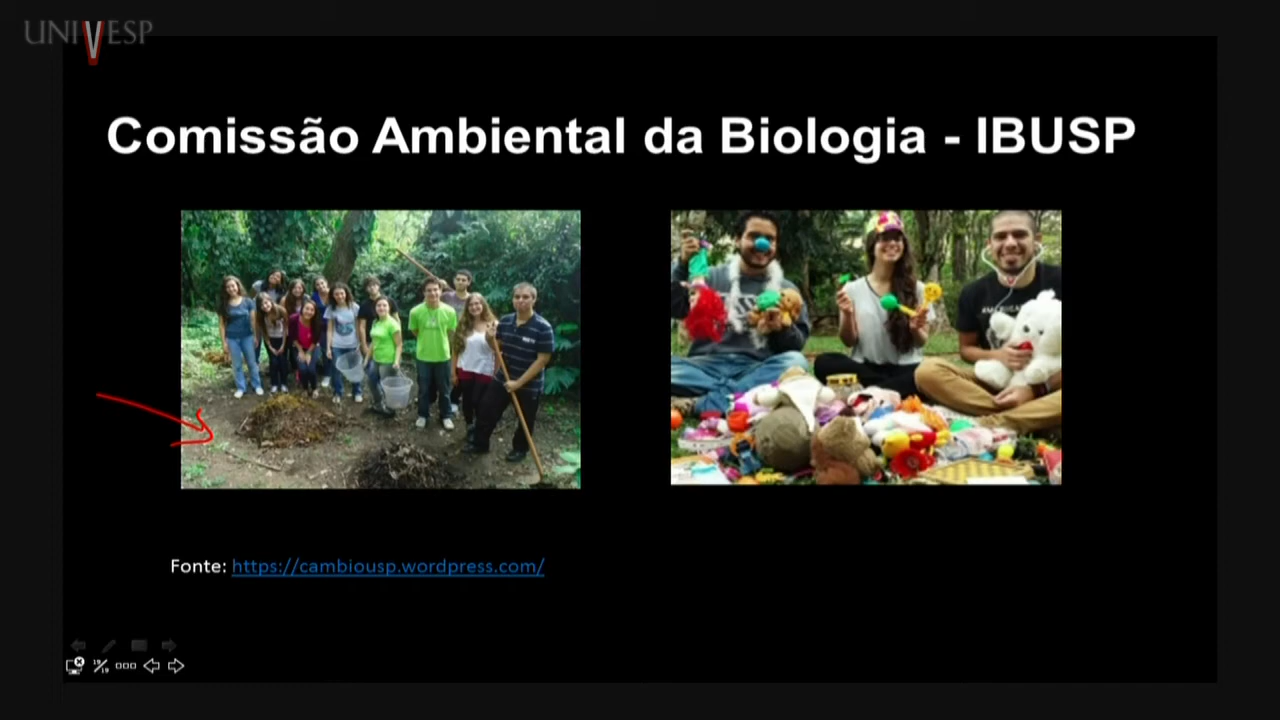 UNIVESP
Comissão Ambiental da Biologia - IBUSP
Fonte: https://cambiousp.wordpress.com/